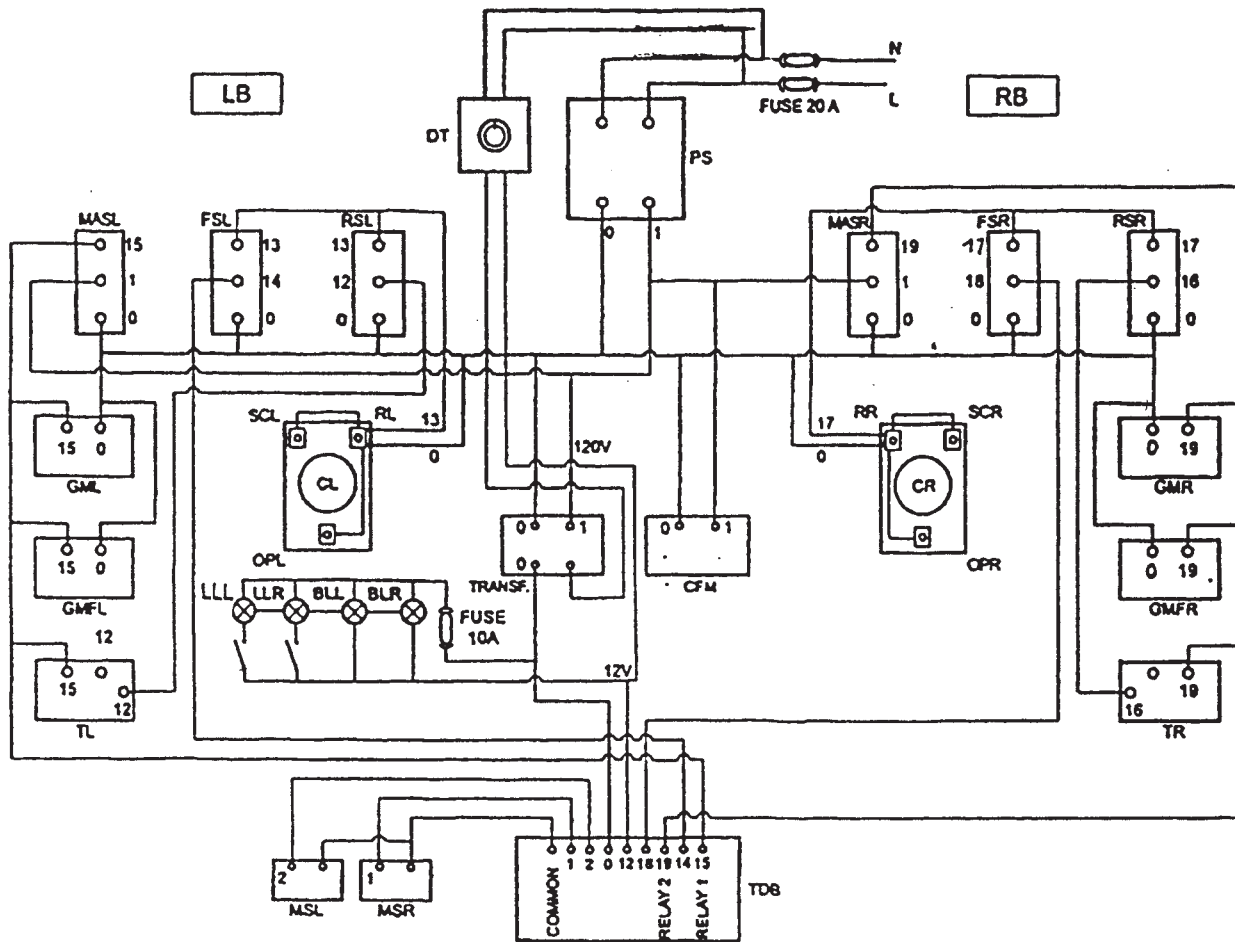 N
L
FUSE 20 A
LB
RB
DT
PS
0 1
MASL
15
1
0
FSL
13
14
0
RSL
13
12
0
MASR
19
1
0
FSR
17
18
0
RSR
17
16
0
SCL
RL
13
0
CL
OPL
120V
15 0
GML
15 0
GMFL
12
15
12
TL
0 1
0
TRANSF.
0 1
CFM
RR
SCR
17
0
CR
OPR
0 19
GMR
0 19
GMFR
19
16
TR
LLL
LLR
BLL
BLR
FUSE
10A
12V
2
MSL
1
MSR
COMMON
1
2
0
12
18
19
14
15
RELAY 2
RELAY 1
TDB